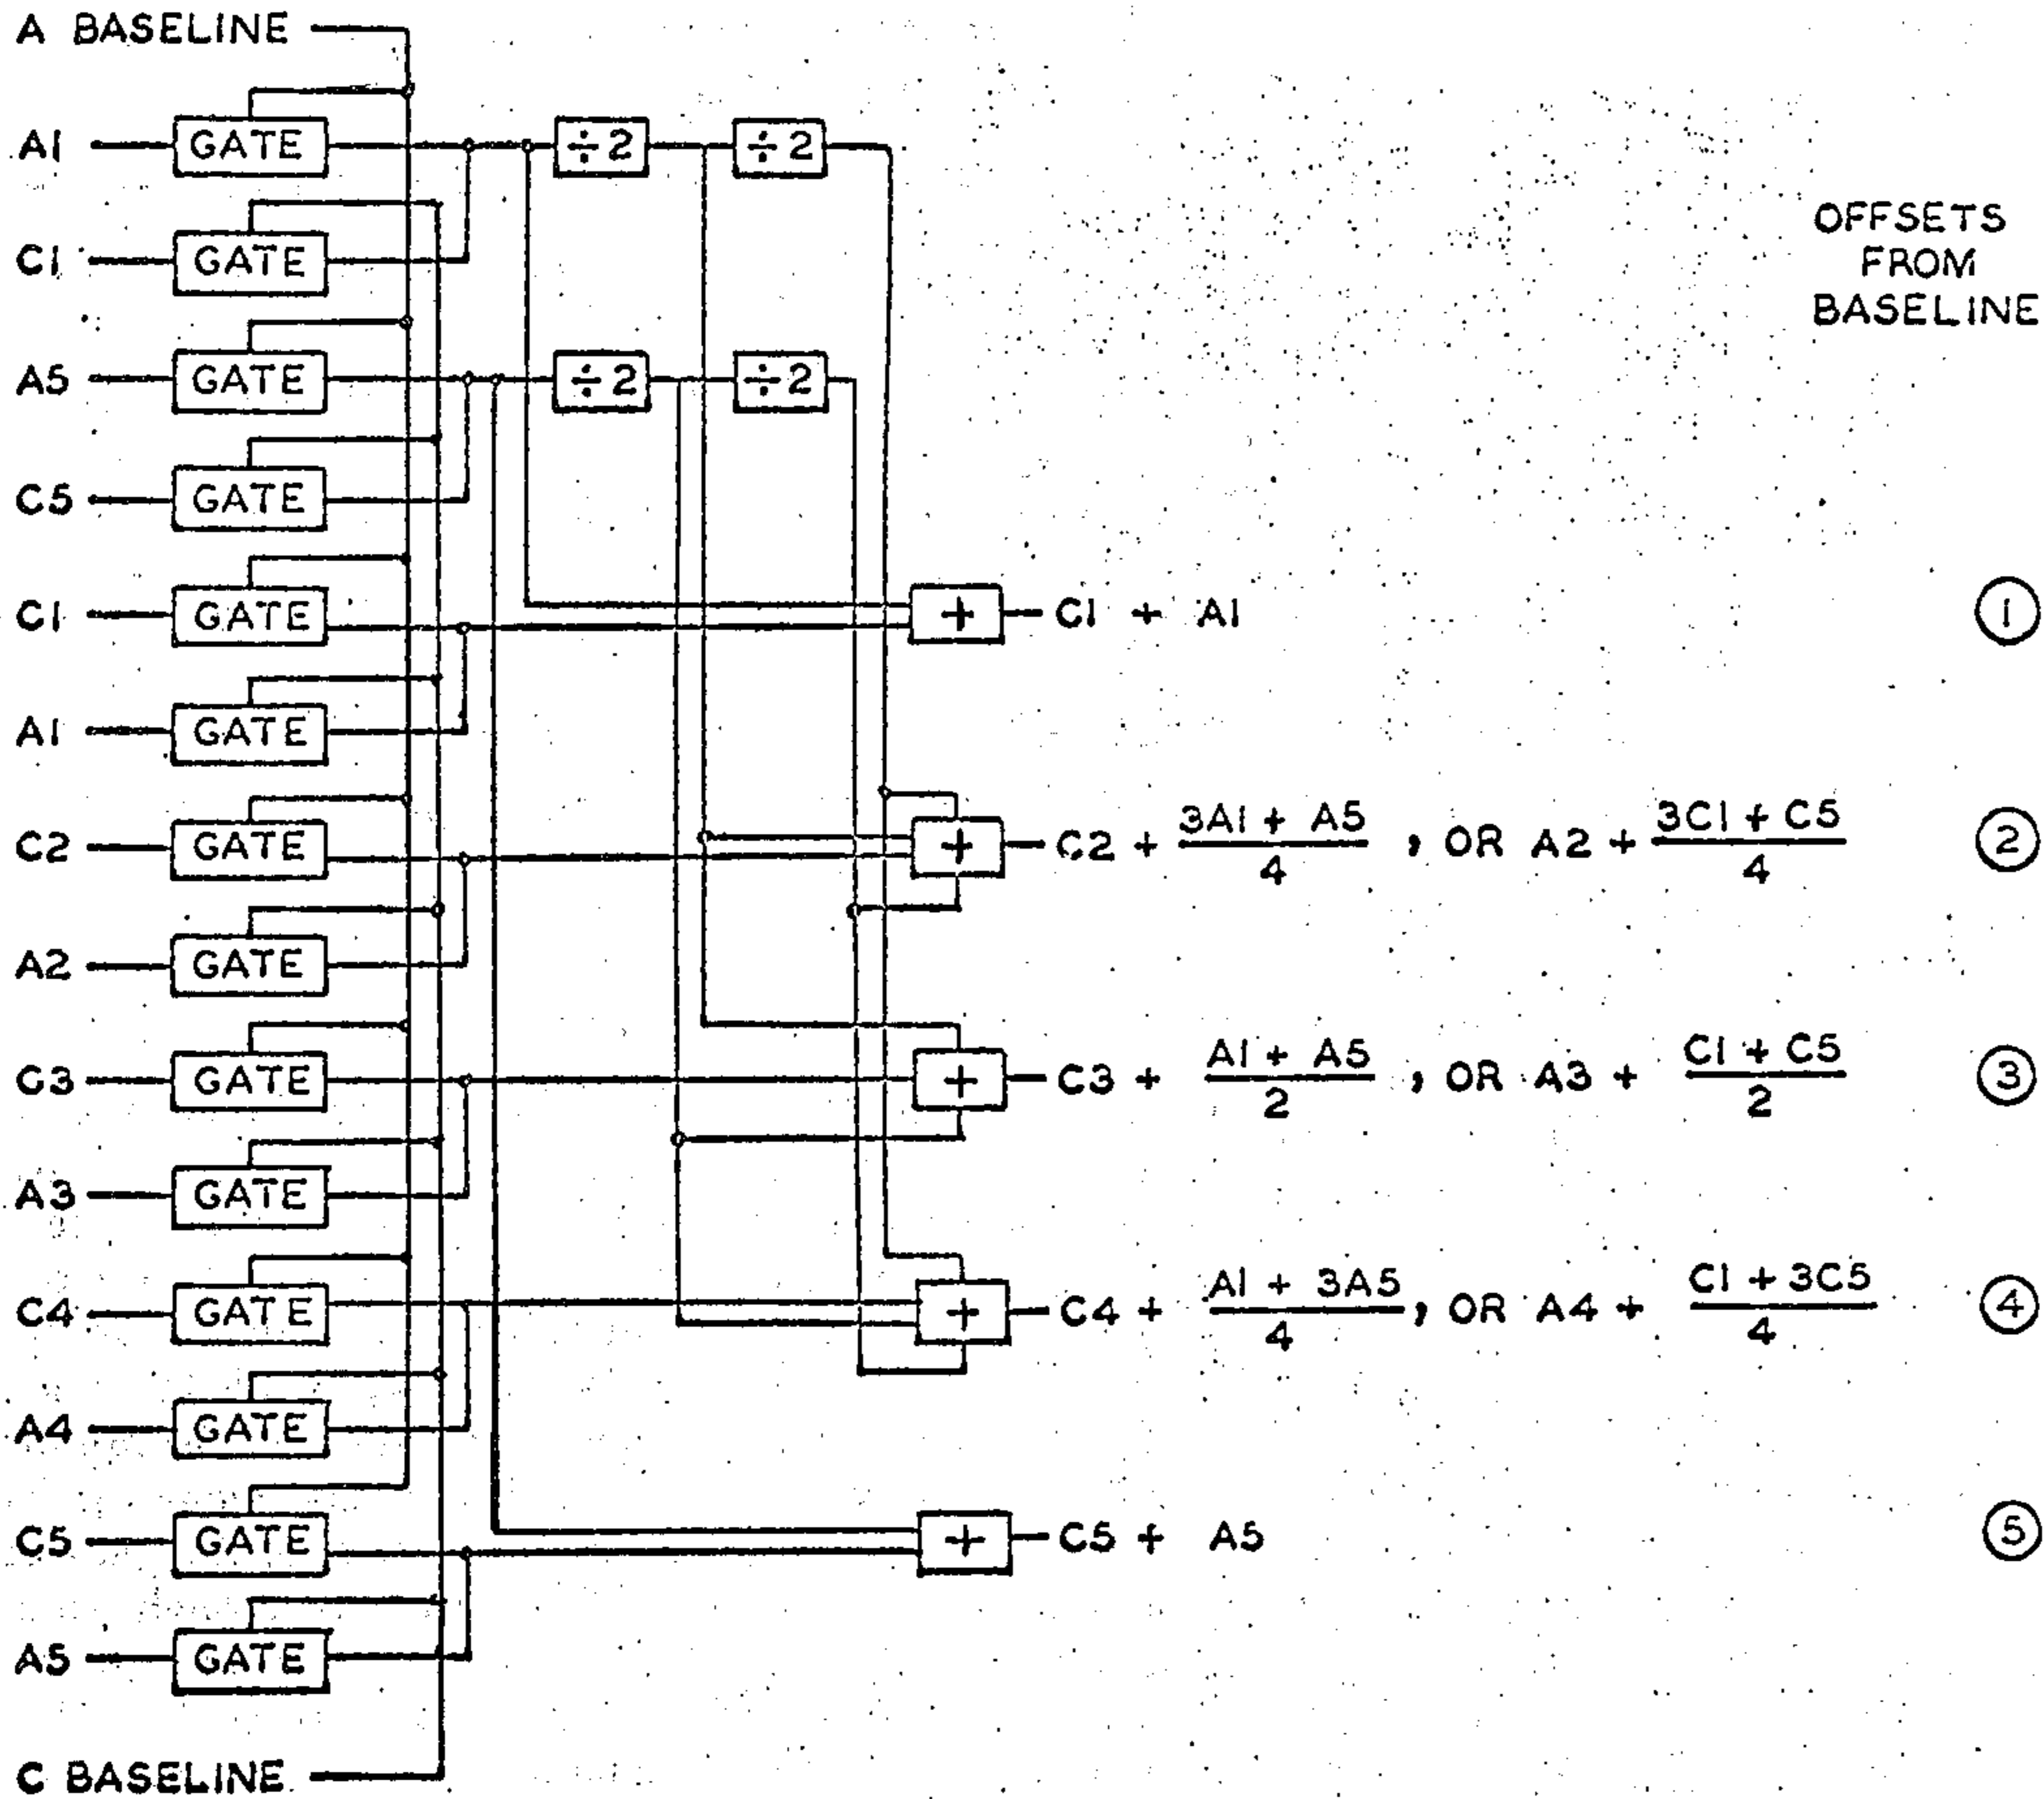 A BASELINE
A1 GATE ÷2 ÷2
C1 GATE
OFFSETS
FROM
BASELINE
A5 GATE ÷2 ÷2
C5 GATE
C1 GATE + C1 + A1 1
A1 GATE
C2 GATE + C2 + 3A1 + A5 / 4 , OR A2 + 3C1 + C5 / 4 2
A2 GATE
C3 GATE + C3 + A1 + A5 / 2 , OR A3 + C1 + C5 / 2 3
A3 GATE
C4 GATE + C4 + A1 + 3A5 / 4 , OR A4 + C1 + 3C5 / 4 4
A4 GATE
C5 GATE + C5 + A5 5
A5 GATE
C BASELINE